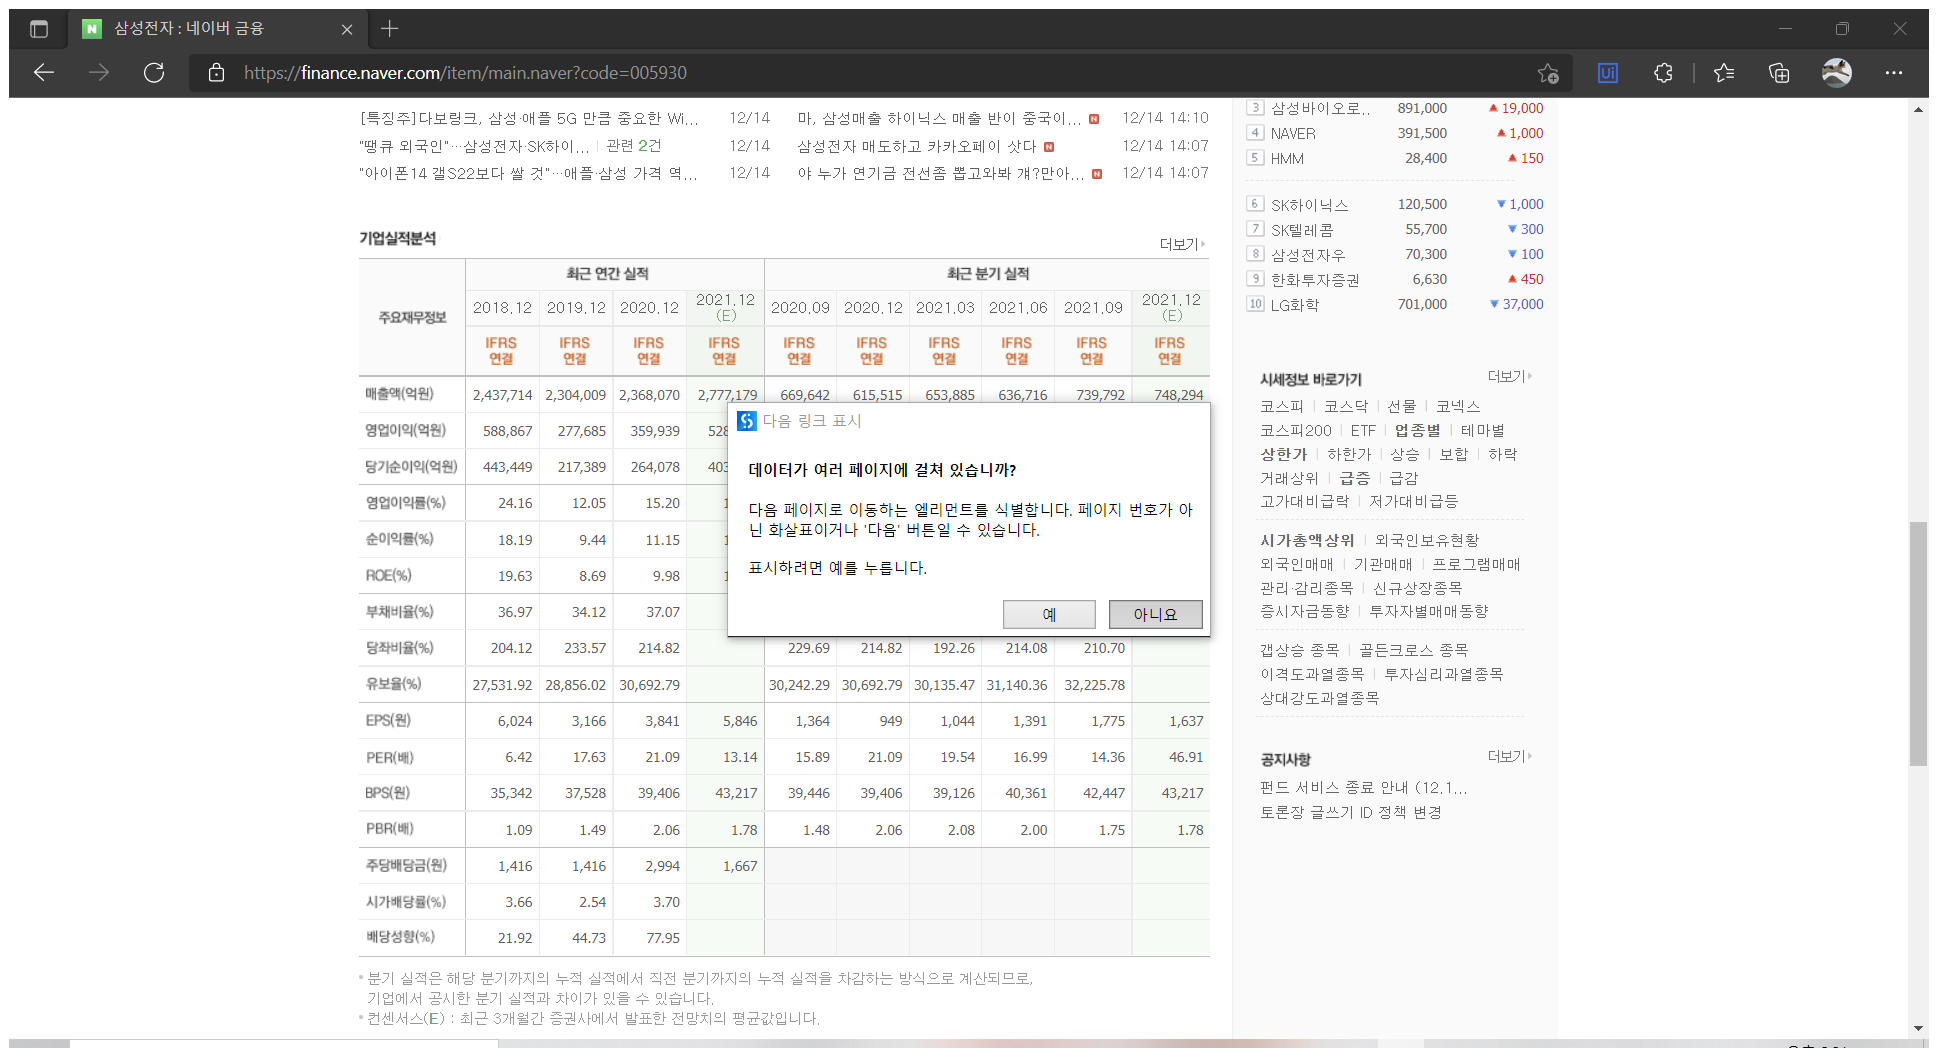 삼성전자 : 네이버 금융
https://finance.naver.com/item/main.naver?code=005930
[특징주]다보링크, 삼성·애플 5G 만큼 중요한 Wi... 12/14
"땡큐 외국인"…삼성전자·SK하이... 관련 2건 12/14
"아이폰14 갤S22보다 쌀 것"…애플·삼성 가격 역... 12/14
마, 삼성매출 하이닉스 매출 반이 중국이... N 12/14 14:10
삼성전자 매도하고 카카오페이 삿다 N 12/14 14:07
야 누가 연기금 전선좀 뽑고와봐 걔?만아... N 12/14 14:07
기업실적분석
더보기
주요재무정보 최근 연간 실적 최근 분기 실적
2018.12 2019.12 2020.12 2021.12 (E) 2020.09 2020.12 2021.03 2021.06 2021.09 2021.12 (E)
IFRS 연결 IFRS 연결 IFRS 연결 IFRS 연결 IFRS 연결 IFRS 연결 IFRS 연결 IFRS 연결 IFRS 연결 IFRS 연결
매출액(억원) 2,437,714 2,304,009 2,368,070 2,777,179 669,642 615,515 653,885 636,716 739,792 748,294
영업이익(억원) 588,867 277,685 359,939 528
당기순이익(억원) 443,449 217,389 264,078 403
영업이익률(%) 24.16 12.05 15.20 1
순이익률(%) 18.19 9.44 11.15 1
ROE(%) 19.63 8.69 9.98 1
부채비율(%) 36.97 34.12 37.07
당좌비율(%) 204.12 233.57 214.82 229.69 214.82 192.26 214.08 210.70
유보율(%) 27,531.92 28,856.02 30,692.79 30,242.29 30,692.79 30,135.47 31,140.36 32,225.78
EPS(원) 6,024 3,166 3,841 5,846 1,364 949 1,044 1,391 1,775 1,637
PER(배) 6.42 17.63 21.09 13.14 15.89 21.09 19.54 16.99 14.36 46.91
BPS(원) 35,342 37,528 39,406 43,217 39,446 39,406 39,126 40,361 42,447 43,217
PBR(배) 1.09 1.49 2.06 1.78 1.48 2.06 2.08 2.00 1.75 1.78
주당배당금(원) 1,416 1,416 2,994 1,667
시가배당률(%) 3.66 2.54 3.70
배당성향(%) 21.92 44.73 77.95
* 분기 실적은 해당 분기까지의 누적 실적에서 직전 분기까지의 누적 실적을 차감하는 방식으로 계산되므로,
기업에서 공시한 분기 실적과 차이가 있을 수 있습니다.
* 컨센서스(E) : 최근 3개월간 증권사에서 발표한 전망치의 평균값입니다.
다음 링크 표시
데이터가 여러 페이지에 걸쳐 있습니까?
다음 페이지로 이동하는 엘리먼트를 식별합니다. 페이지 번호가 아
닌 화살표이거나 '다음' 버튼일 수 있습니다.
표시하려면 예를 누릅니다.
예 아니요
3 삼성바이오로.. 891,000 ▲ 19,000
4 NAVER 391,500 ▲ 1,000
5 HMM 28,400 ▲ 150
6 SK하이닉스 120,500 ▼ 1,000
7 SK텔레콤 55,700 ▼ 300
8 삼성전자우 70,300 ▼ 100
9 한화투자증권 6,630 ▲ 450
10 LG화학 701,000 ▼ 37,000
시세정보 바로가기 더보기
코스피 코스닥 선물 코넥스
코스피200 ETF 업종별 테마별
상한가 하한가 상승 보합 하락
거래상위 급증 급감
고가대비급락 저가대비급등
시가총액상위 외국인보유현황
외국인매매 기관매매 프로그램매매
관리·감리종목 신규상장종목
증시자금동향 투자자별매매동향
갭상승 종목 골든크로스 종목
이격도과열종목 투자심리과열종목
상대강도과열종목
공지사항 더보기
펀드 서비스 종료 안내 (12.1...
토론장 글쓰기 ID 정책 변경